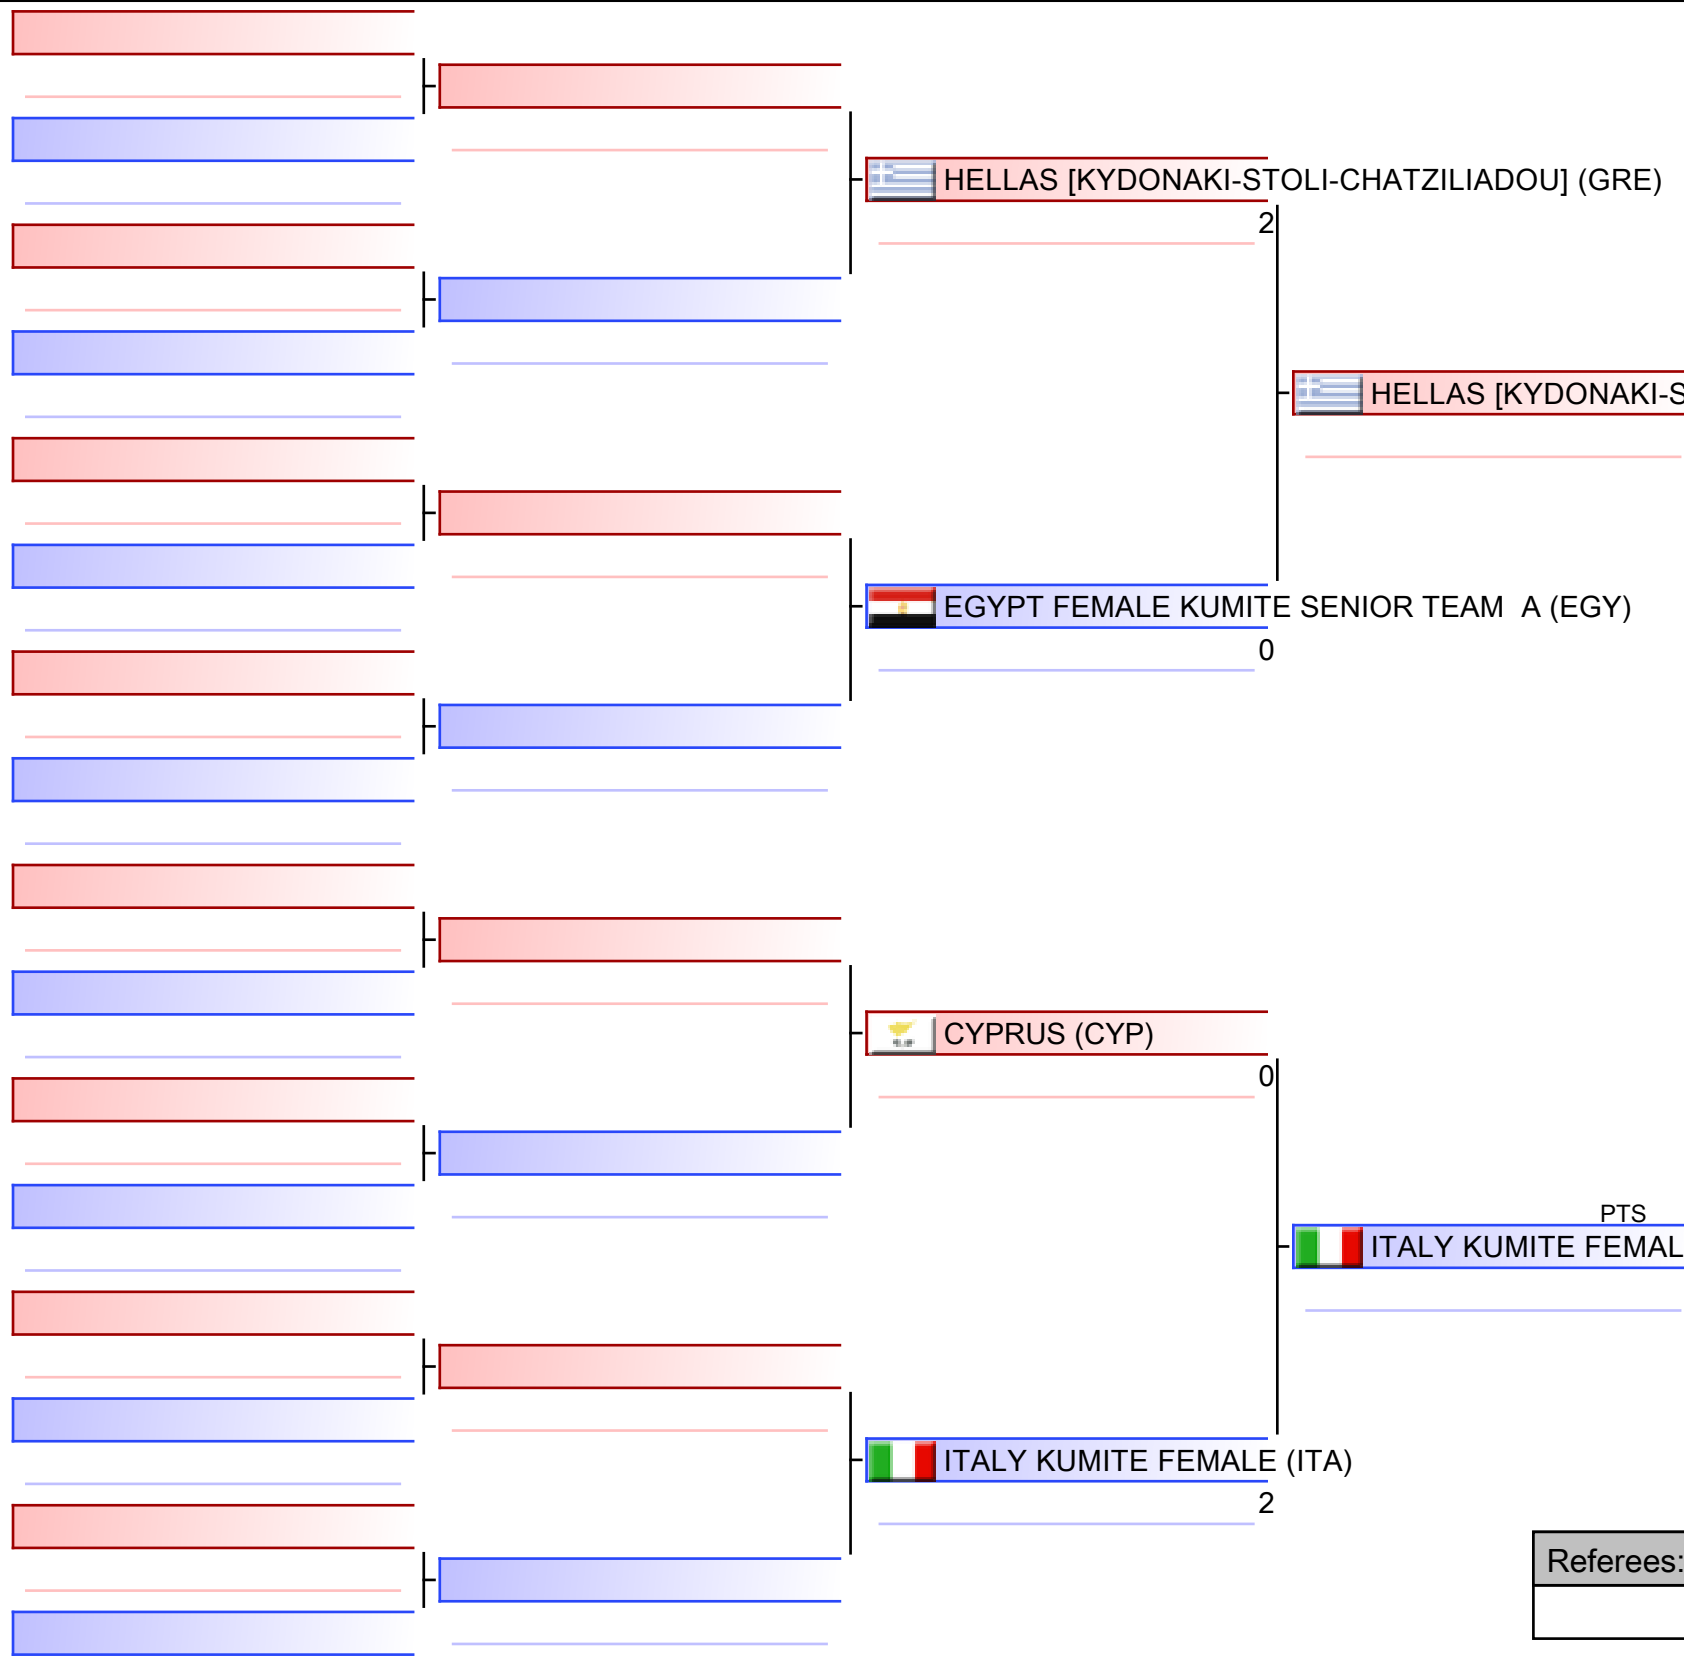 HELLAS [KYDONAKI-STOLI-CHATZILIADOU] (GRE)
2
HELLAS [KYDONAKI-S
EGYPT FEMALE KUMITE SENIOR TEAM  A (EGY)
0
CYPRUS (CYP)
0
PTS
ITALY KUMITE FEMAL
ITALY KUMITE FEMALE (ITA)
2
Referees: